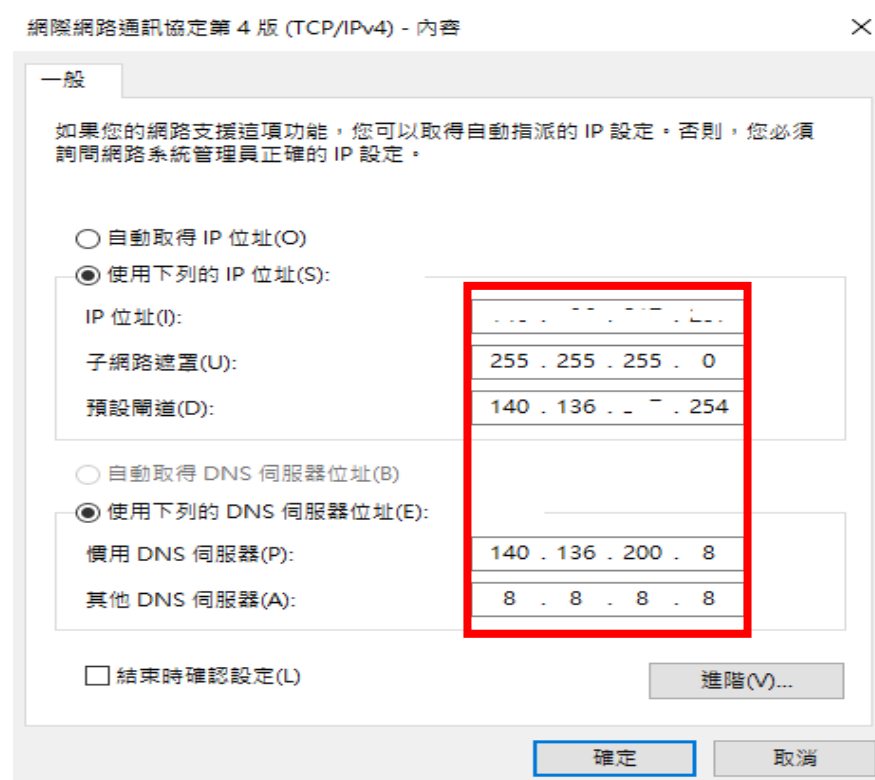 網際網路通訊協定第 4 版 (TCP/IPv4) - 內容
一般
如果您的網路支援這項功能，您可以取得自動指派的 IP 設定。否則，您必須
詢問網路系統管理員正確的 IP 設定。
自動取得 IP 位址(O)
使用下列的 IP 位址(S):
IP 位址(I):
子網路遮罩(U): 255 . 255 . 255 . 0
預設閘道(D): 140 . 136 . . 254
自動取得 DNS 伺服器位址(B)
使用下列的 DNS 伺服器位址(E):
慣用 DNS 伺服器(P): 140 . 136 . 200 . 8
其他 DNS 伺服器(A): 8 . 8 . 8 . 8
結束時確認設定(L)
進階(V)...
確定 取消